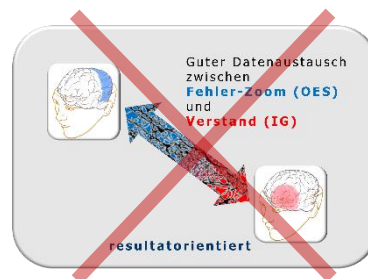 Guter Datenaustausch
zwischen
Fehler-Zoom (OES)
und
Verstand (IG)
resultatorientiert